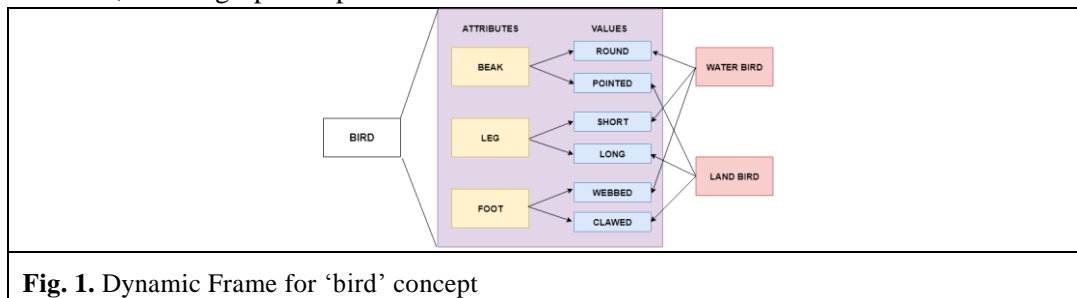 ATTRIBUTES VALUES
ROUND
BEAK WATER BIRD
POINTED
SHORT
BIRD LEG
LONG
LAND BIRD
WEBBED
FOOT
CLAWED
Fig. 1. Dynamic Frame for ‘bird’ concept